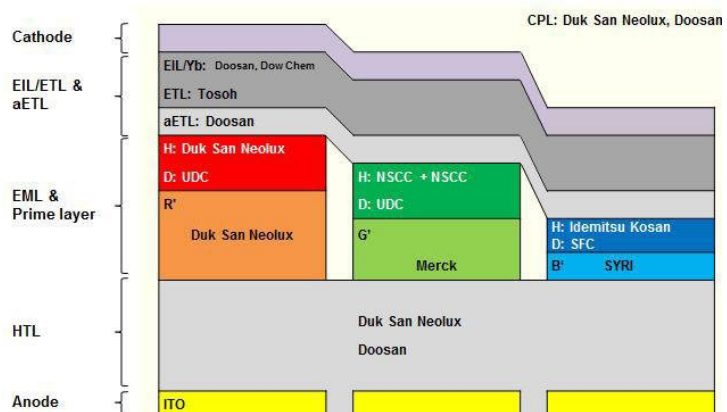 CPL: Duk San Neolux, Doosan
Cathode
EIL/ETL &
aETL
EIL/Yb: Doosan, Dow Chem
ETL: Tosoh
aETL: Doosan
EML &
Prime layer
H: Duk San Neolux
D: UDC
R'
Duk San Neolux
H: NSCC + NSCC
D: UDC
G'
Merck
H: Idemitsu Kosan
D: SFC
B' SYRI
HTL
Duk San Neolux
Doosan
Anode
ITO